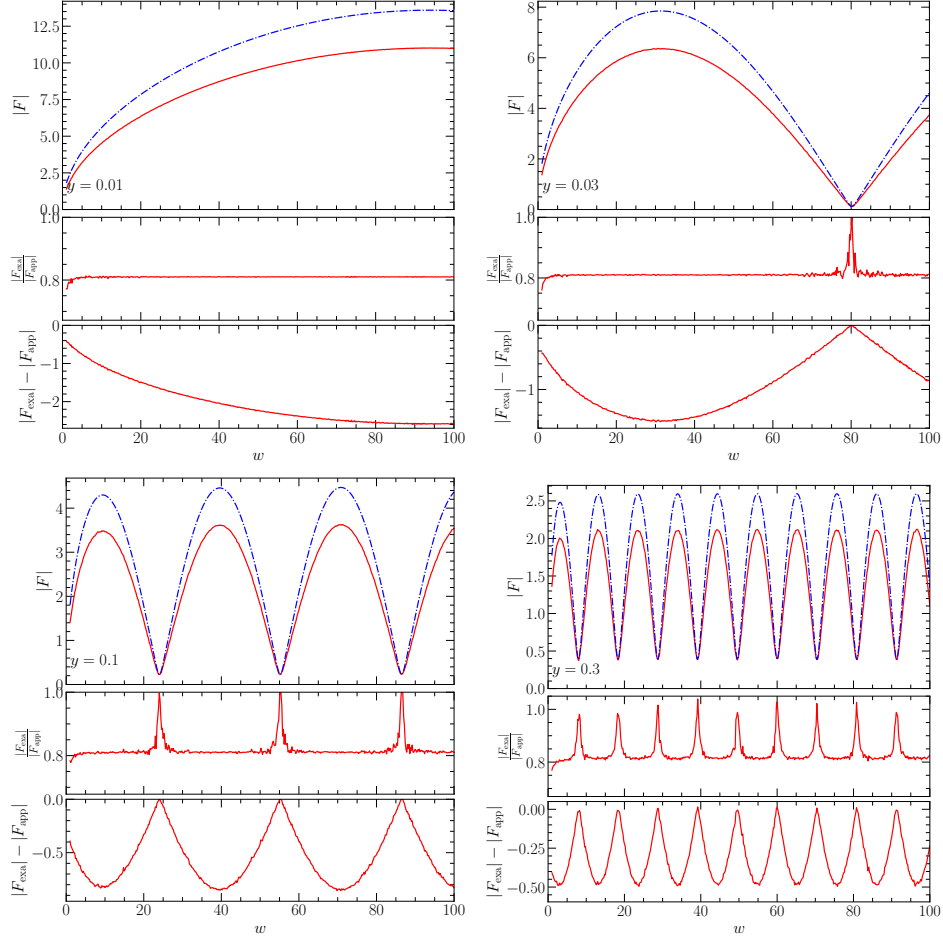 12.5
10.0
7.5
5.0
2.5
0.0
|F|
y = 0.01
1.0
0.8
|F_exa|
|F_app|
0
−1
−2
|F_exa| − |F_app|
0 20 40 60 80 100
w
8
6
4
2
0
|F|
y = 0.03
1.0
0.8
|F_exa|
|F_app|
0
−1
|F_exa| − |F_app|
0 20 40 60 80 100
w
4
3
2
1
0
|F|
y = 0.1
1.0
0.8
|F_exa|
|F_app|
0.0
−0.5
|F_exa| − |F_app|
0 20 40 60 80 100
w
2.5
2.0
1.5
1.0
0.5
0.0
|F|
y = 0.3
1.0
0.8
|F_exa|
|F_app|
0.00
−0.25
−0.50
|F_exa| − |F_app|
0 20 40 60 80 100
w